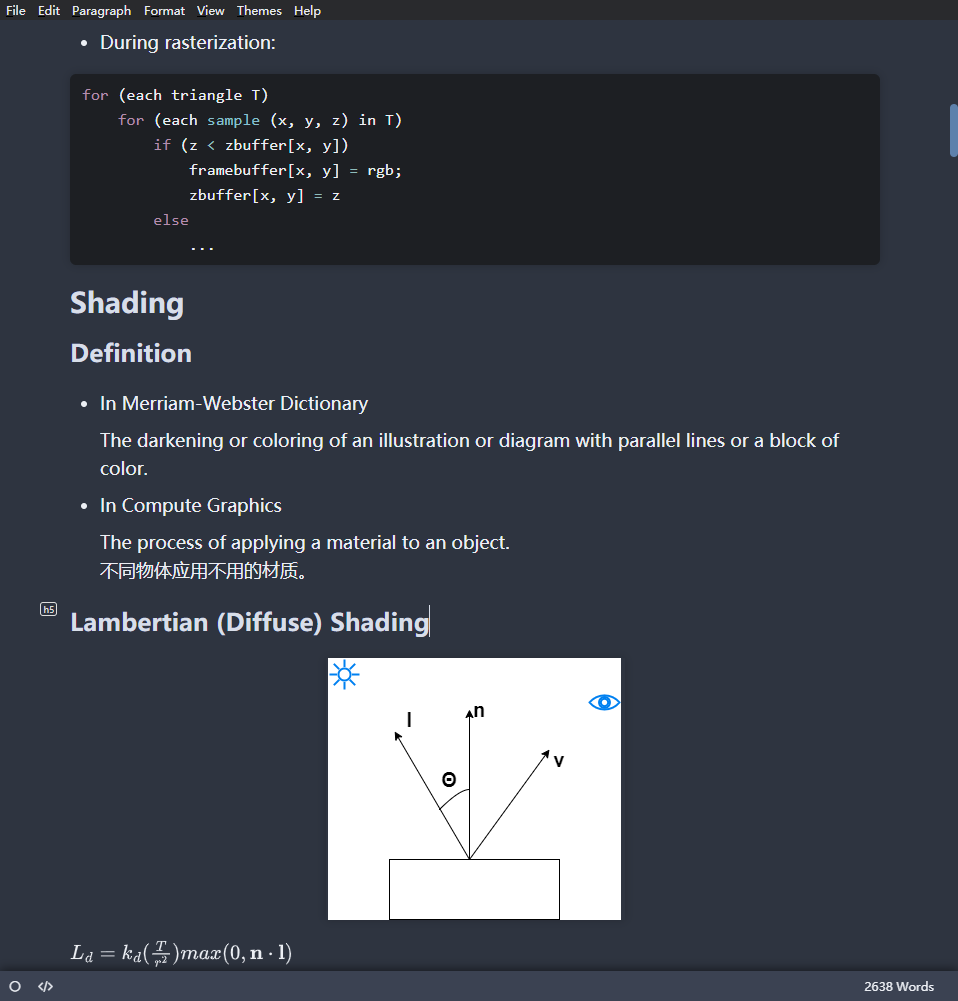 File Edit Paragraph Format View Themes Help
• During rasterization:
for (each triangle T)
    for (each sample (x, y, z) in T)
        if (z < zbuffer[x, y])
            framebuffer[x, y] = rgb;
            zbuffer[x, y] = z
        else
            ...
Shading
Definition
• In Merriam-Webster Dictionary
The darkening or coloring of an illustration or diagram with parallel lines or a block of
color.
• In Compute Graphics
The process of applying a material to an object.
不同物体应用不用的材质。
h5
Lambertian (Diffuse) Shading
l
n
v
Θ
L_d = k_d(T/r^2)max(0, n · l)
2638 Words